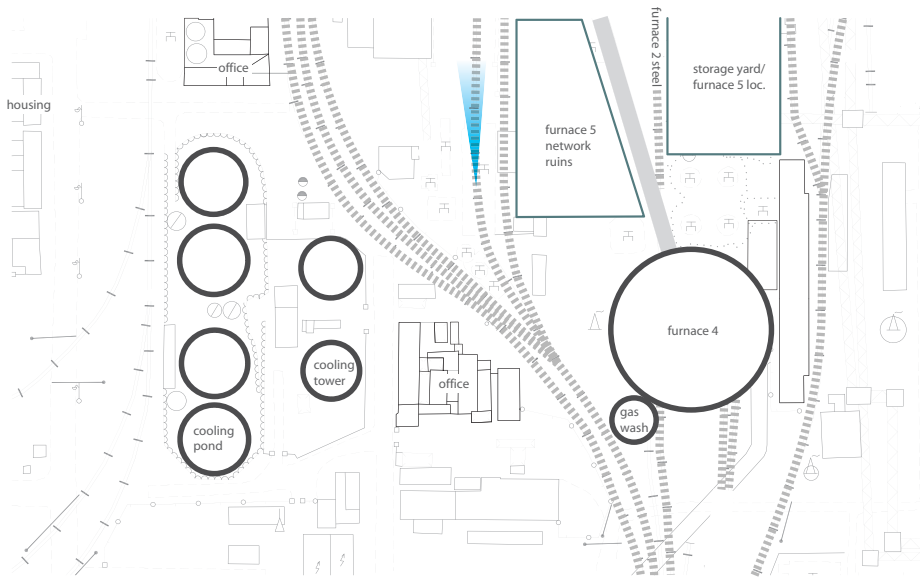 office
housing
furnace 2 steel
storage yard/
furnace 5 loc.
furnace 5
network
ruins
furnace 4
cooling
tower
office
gas
wash
cooling
pond